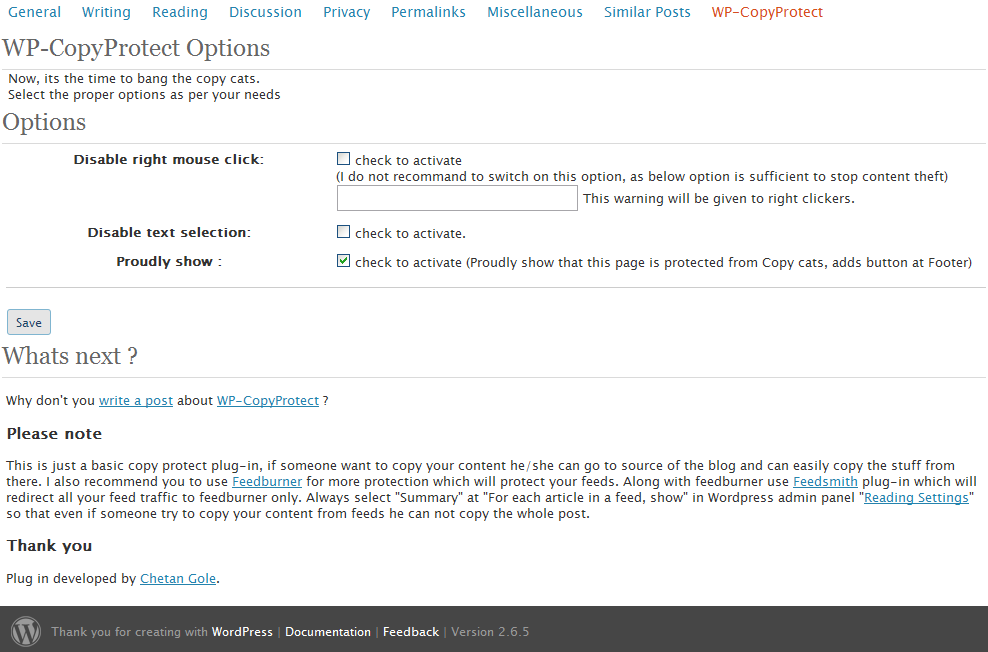 General Writing Reading Discussion Privacy Permalinks Miscellaneous Similar Posts WP-CopyProtect
WP-CopyProtect Options
Now, its the time to bang the copy cats.
Select the proper options as per your needs
Options
Disable right mouse click: check to activate
(I do not recommand to switch on this option, as below option is sufficient to stop content theft)
This warning will be given to right clickers.
Disable text selection: check to activate.
Proudly show : check to activate (Proudly show that this page is protected from Copy cats, adds button at Footer)
Save
Whats next ?
Why don't you write a post about WP-CopyProtect ?
Please note
This is just a basic copy protect plug-in, if someone want to copy your content he/she can go to source of the blog and can easily copy the stuff from
there. I also recommend you to use Feedburner for more protection which will protect your feeds. Along with feedburner use Feedsmith plug-in which will
redirect all your feed traffic to feedburner only. Always select "Summary" at "For each article in a feed, show" in Wordpress admin panel "Reading Settings"
so that even if someone try to copy your content from feeds he can not copy the whole post.
Thank you
Plug in developed by Chetan Gole.
Thank you for creating with WordPress | Documentation | Feedback | Version 2.6.5